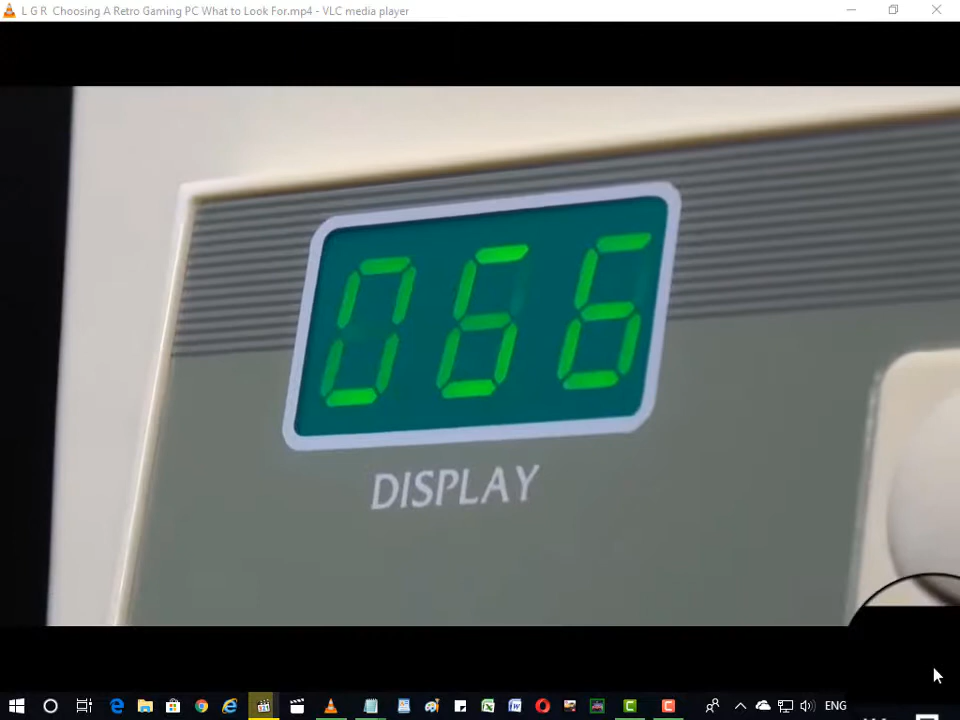 L G R Choosing A Retro Gaming PC What to Look For.mp4 - VLC media player
066
DISPLAY
ENG